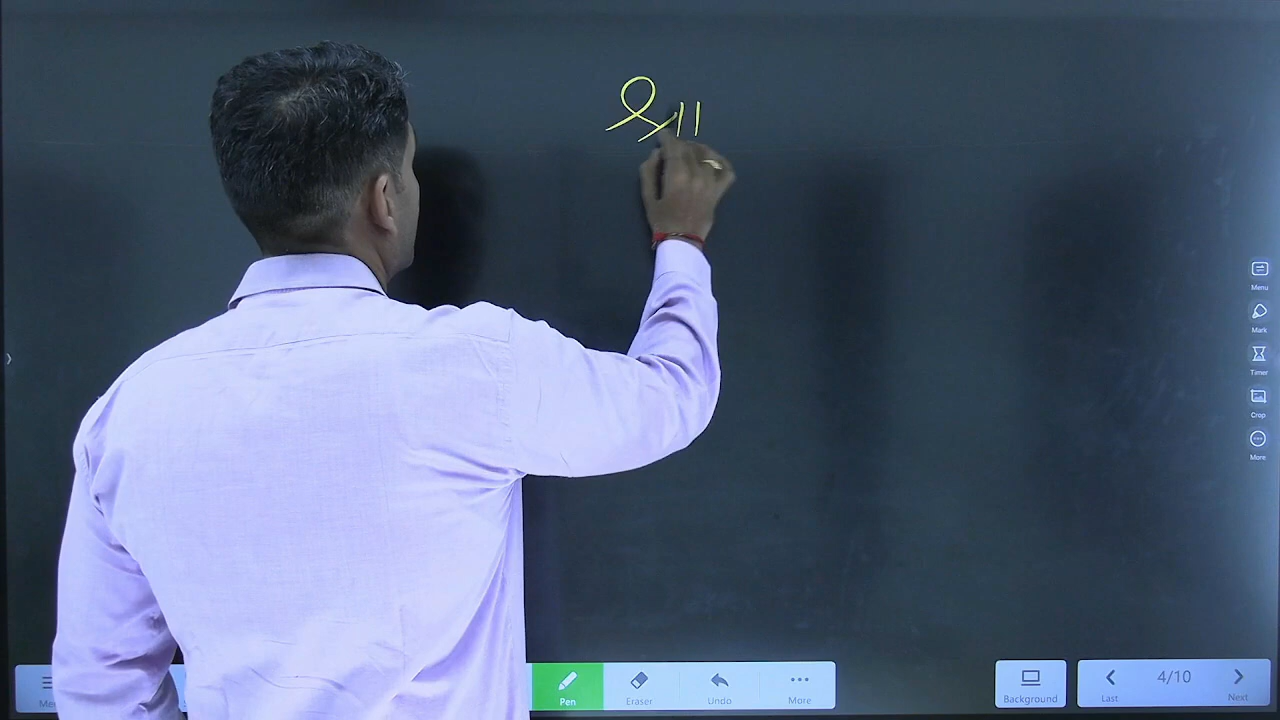 Menu
Mark
Timer
Crop
More
Pen Eraser Undo More Background Last 4/10 Next